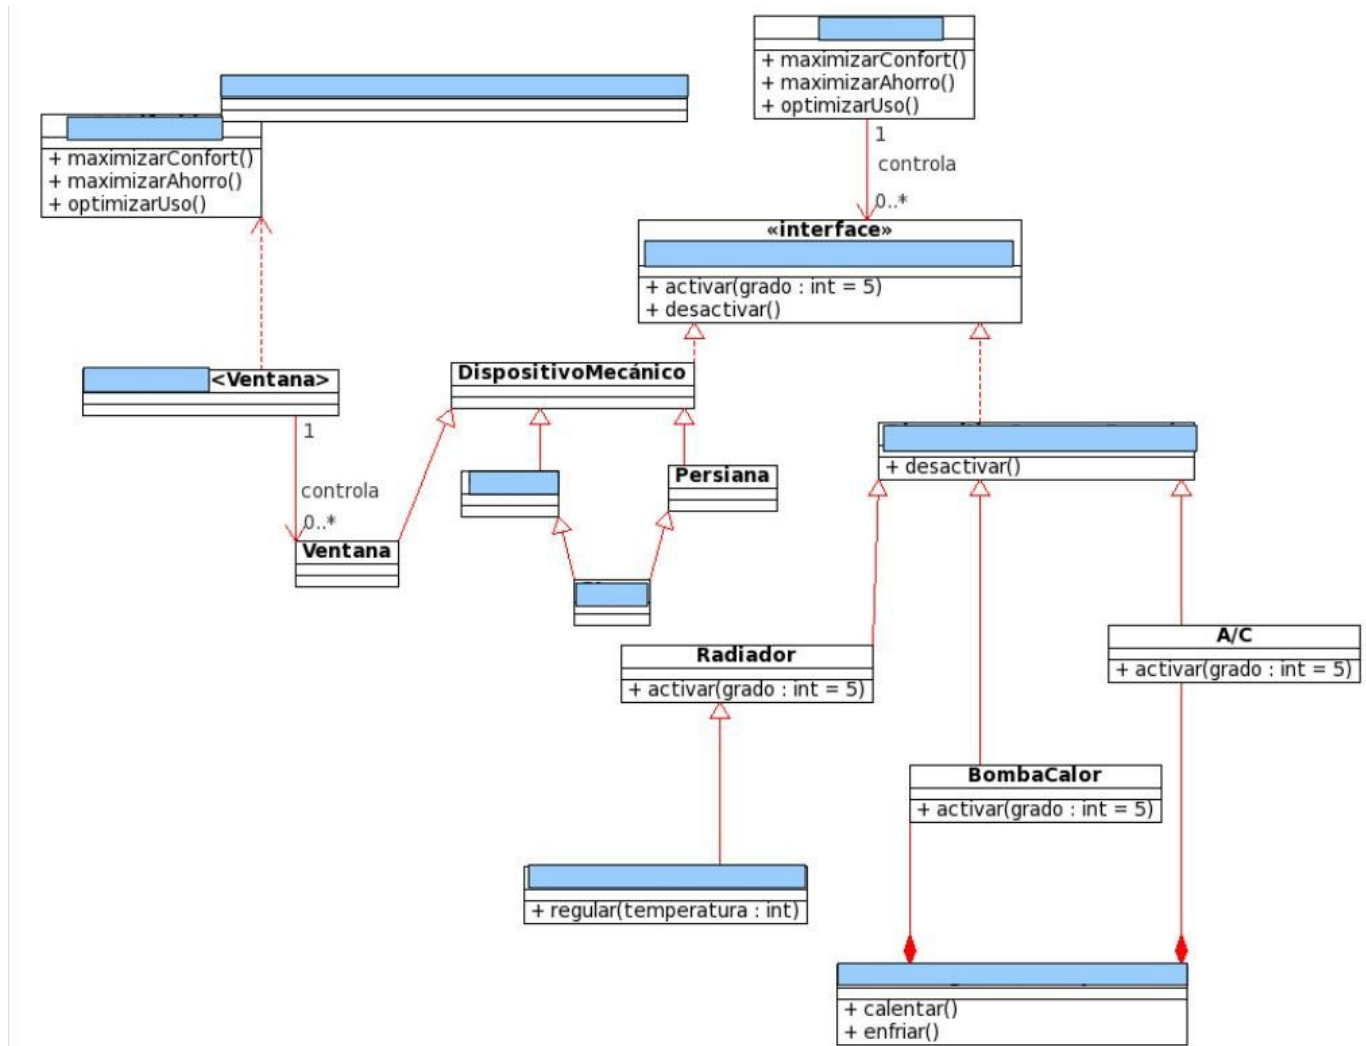 + maximizarConfort()
+ maximizarAhorro()
+ optimizarUso()
1
controla
0..*
+ maximizarConfort()
+ maximizarAhorro()
+ optimizarUso()
«interface»
+ activar(grado : int = 5)
+ desactivar()
<Ventana>
1
controla
0..*
Ventana
DispositivoMecánico
Persiana
+ desactivar()
Radiador
+ activar(grado : int = 5)
A/C
+ activar(grado : int = 5)
BombaCalor
+ activar(grado : int = 5)
+ regular(temperatura : int)
+ calentar()
+ enfriar()